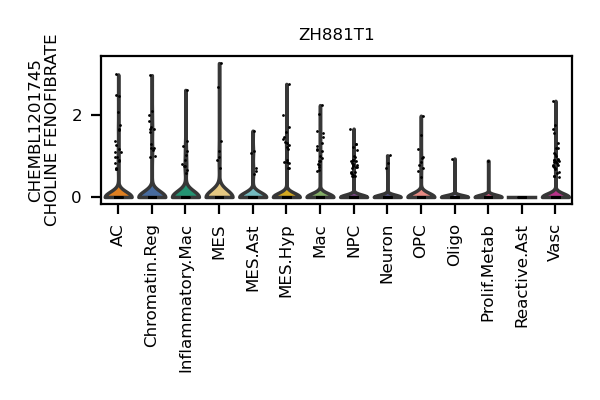 ZH881T1
CHEMBL1201745
CHOLINE FENOFIBRATE
2
0
AC
Chromatin.Reg
Inflammatory.Mac
MES
MES.Ast
MES.Hyp
Mac
NPC
Neuron
OPC
Oligo
Prolif.Metab
Reactive.Ast
Vasc